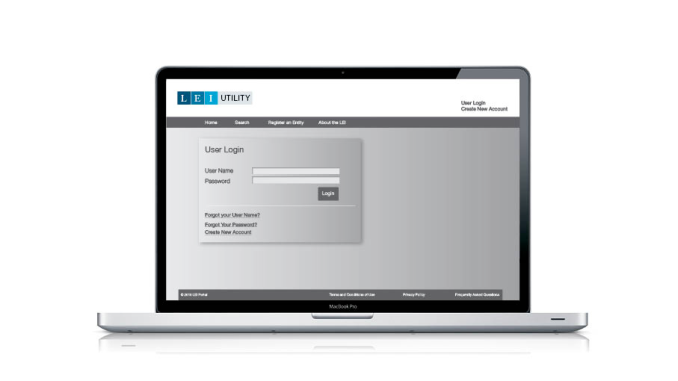 LEI UTILITY
User Login
Create New Account
Home Search Register an Entity About the LEI
User Login
User Name
Password
Login
Forgot your User Name?
Forgot Your Password?
Create New Account
Terms and Conditions of Use Privacy Policy Frequently Asked Questions
MacBook Pro